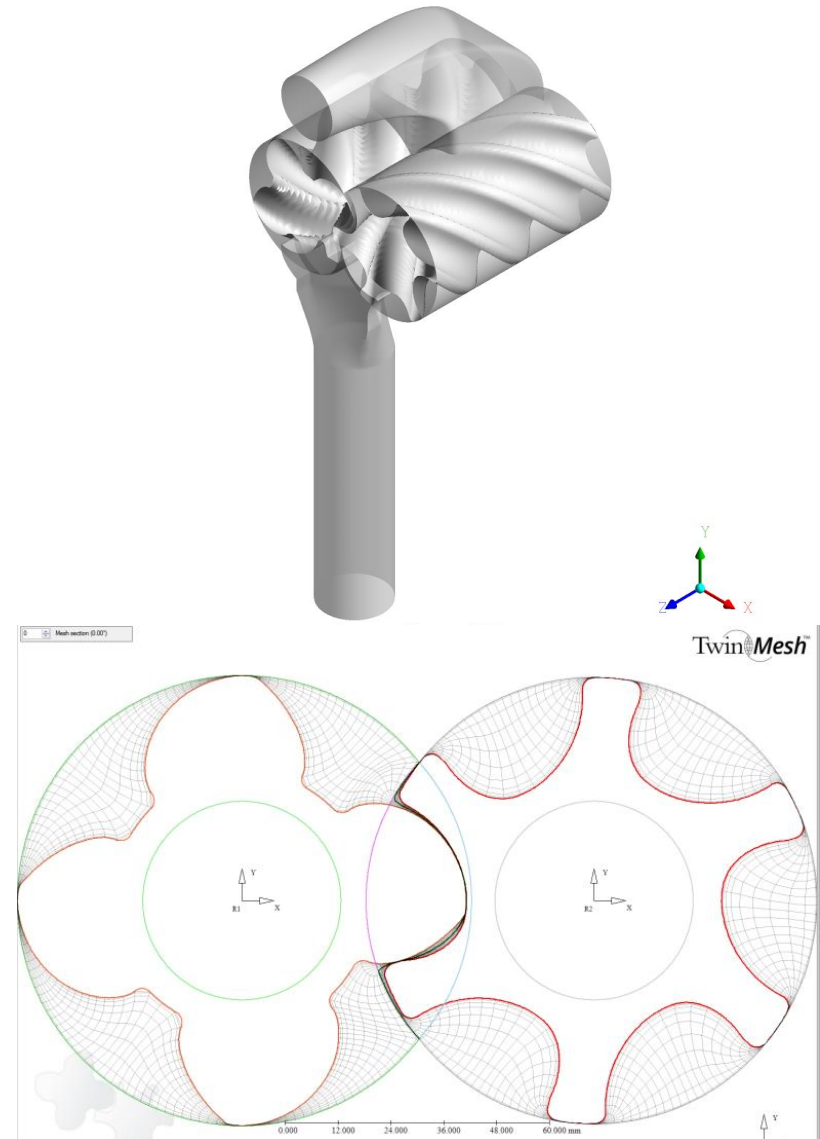 Y
Z X
0 Mesh section (0.00°)
TwinMesh™
Y
R1 X
Y
R2 X
0.000 12.000 24.000 36.000 48.000 60.000 mm
Y